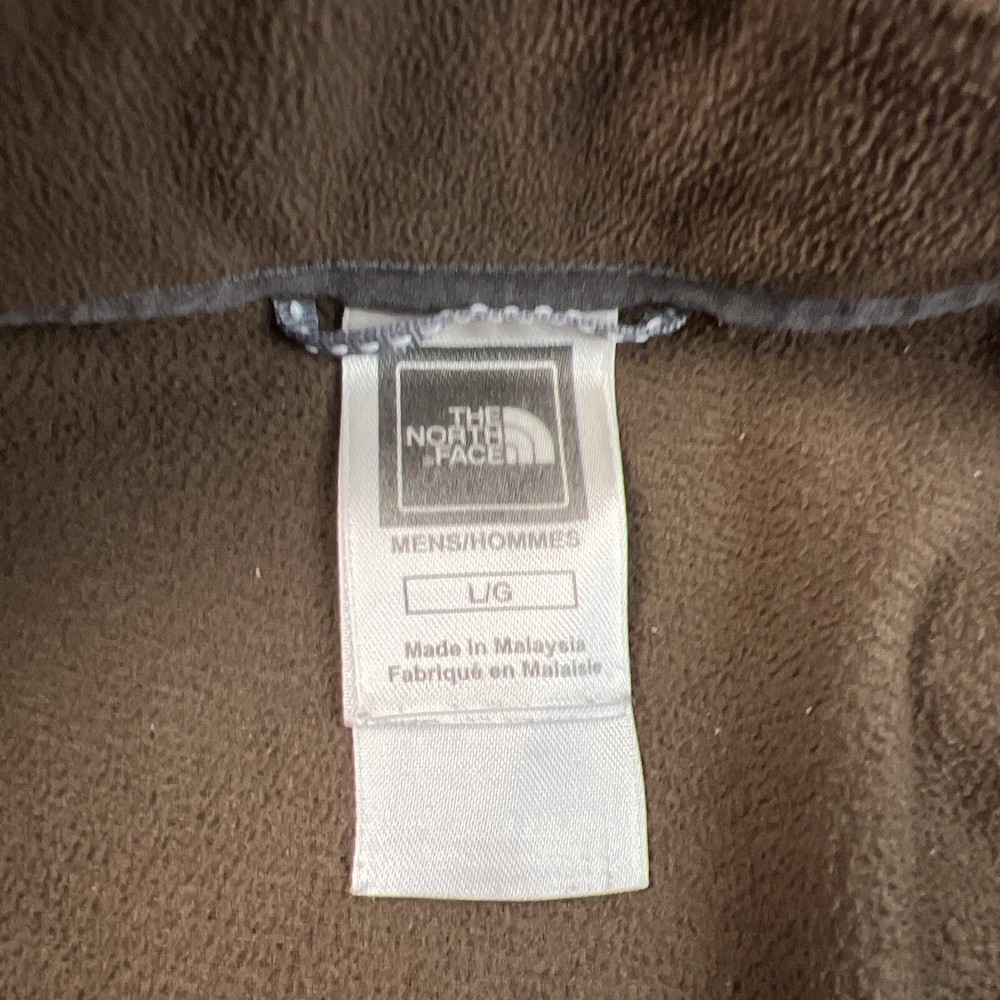 THE
NORTH
FACE
MENS/HOMMES
L/G
Made in Malaysia
Fabriqué en Malaisie